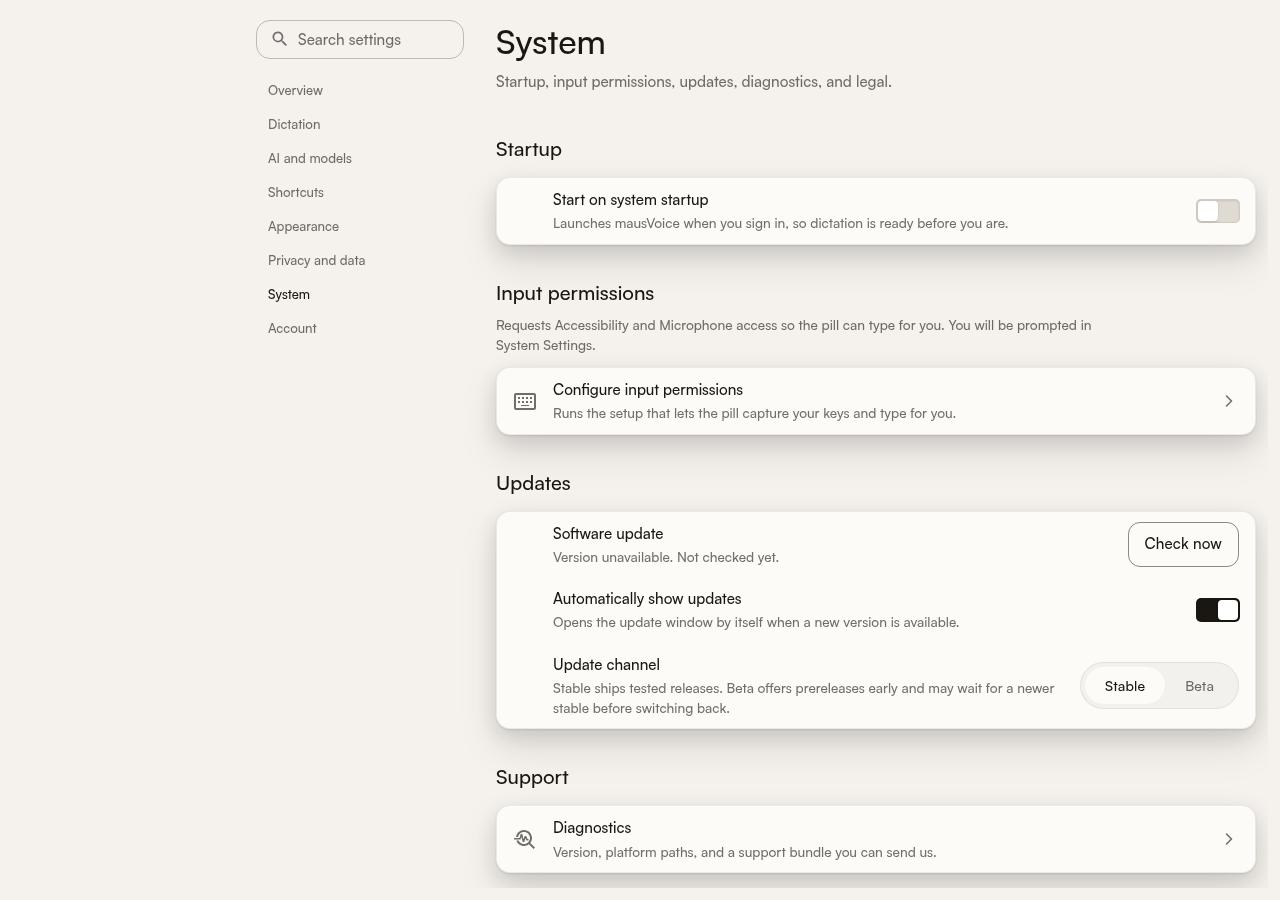 Search settings
Overview
Dictation
AI and models
Shortcuts
Appearance
Privacy and data
System
Account
System
Startup, input permissions, updates, diagnostics, and legal.
Startup
Start on system startup
Launches mausVoice when you sign in, so dictation is ready before you are.
Input permissions
Requests Accessibility and Microphone access so the pill can type for you. You will be prompted in
System Settings.
Configure input permissions
Runs the setup that lets the pill capture your keys and type for you.
Updates
Software update
Version unavailable. Not checked yet.
Check now
Automatically show updates
Opens the update window by itself when a new version is available.
Update channel
Stable ships tested releases. Beta offers prereleases early and may wait for a newer
stable before switching back.
Stable
Beta
Support
Diagnostics
Version, platform paths, and a support bundle you can send us.